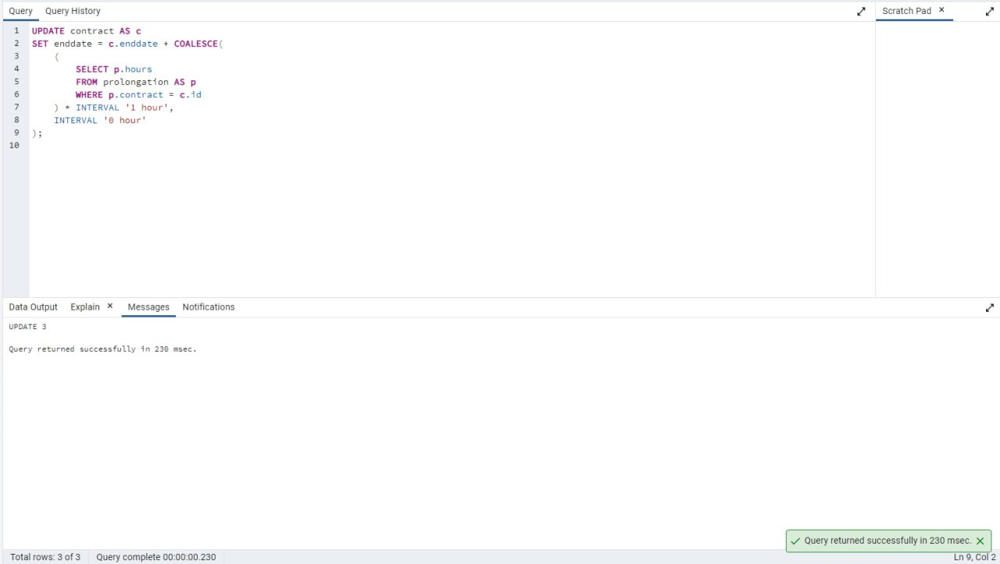 Query Query History
Scratch Pad ×
1 UPDATE contract AS c
2 SET enddate = c.enddate + COALESCE(
3     (
4         SELECT p.hours
5         FROM prolongation AS p
6         WHERE p.contract = c.id
7     ) * INTERVAL '1 hour',
8     INTERVAL '0 hour'
9 );
10
Data Output Explain × Messages Notifications
UPDATE 3
Query returned successfully in 230 msec.
Query returned successfully in 230 msec. ×
Total rows: 3 of 3 Query complete 00:00:00.230 Ln 9, Col 2